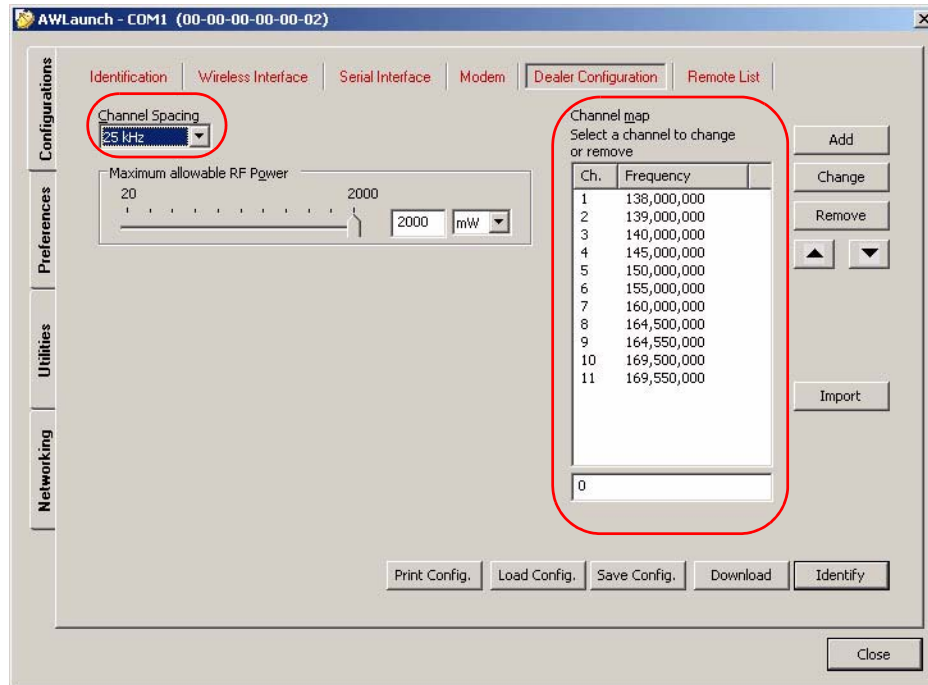 AWLaunch - COM1 (00-00-00-00-00-02)
Configurations
Preferences
Utilities
Networking
Identification Wireless Interface Serial Interface Modem Dealer Configuration Remote List
Channel Spacing
25 kHz
Maximum allowable RF Power
20 2000
2000 mW
Channel map
Select a channel to change
or remove
Ch. Frequency
1 138,000,000
2 139,000,000
3 140,000,000
4 145,000,000
5 150,000,000
6 155,000,000
7 160,000,000
8 164,500,000
9 164,550,000
10 169,500,000
11 169,550,000
0
Add
Change
Remove
Import
Print Config. Load Config. Save Config. Download Identify
Close